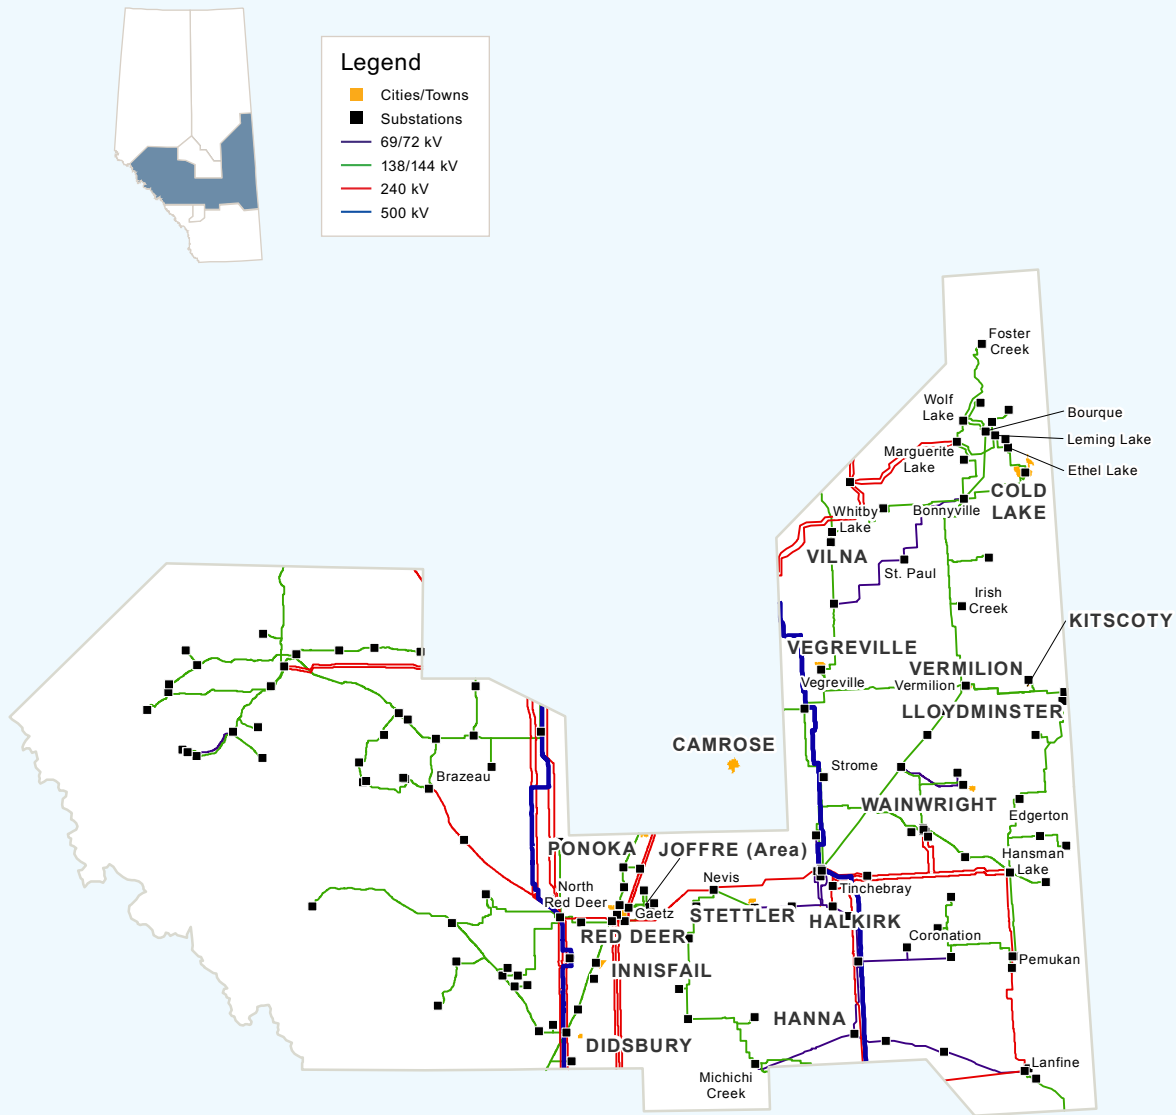 Legend
Cities/Towns
Substations
69/72 kV
138/144 kV
240 kV
500 kV
Foster
Creek
Wolf
Lake
Bourque
Leming Lake
Marguerite
Lake
Ethel Lake
COLD
LAKE
Whitby
Lake
Bonnyville
VILNA
St. Paul
Irish
Creek
KITSCOTY
VEGREVILLE
VERMILION
Vegreville
Vermilion
LLOYDMINSTER
CAMROSE
Strome
Brazeau
WAINWRIGHT
Edgerton
PONOKA
JOFFRE (Area)
Hansman
Lake
Nevis
North
Red Deer
Tinchebray
Gaetz
STETTLER
HALKIRK
RED DEER
Coronation
Pemukan
INNISFAIL
HANNA
DIDSBURY
Lanfine
Michichi
Creek